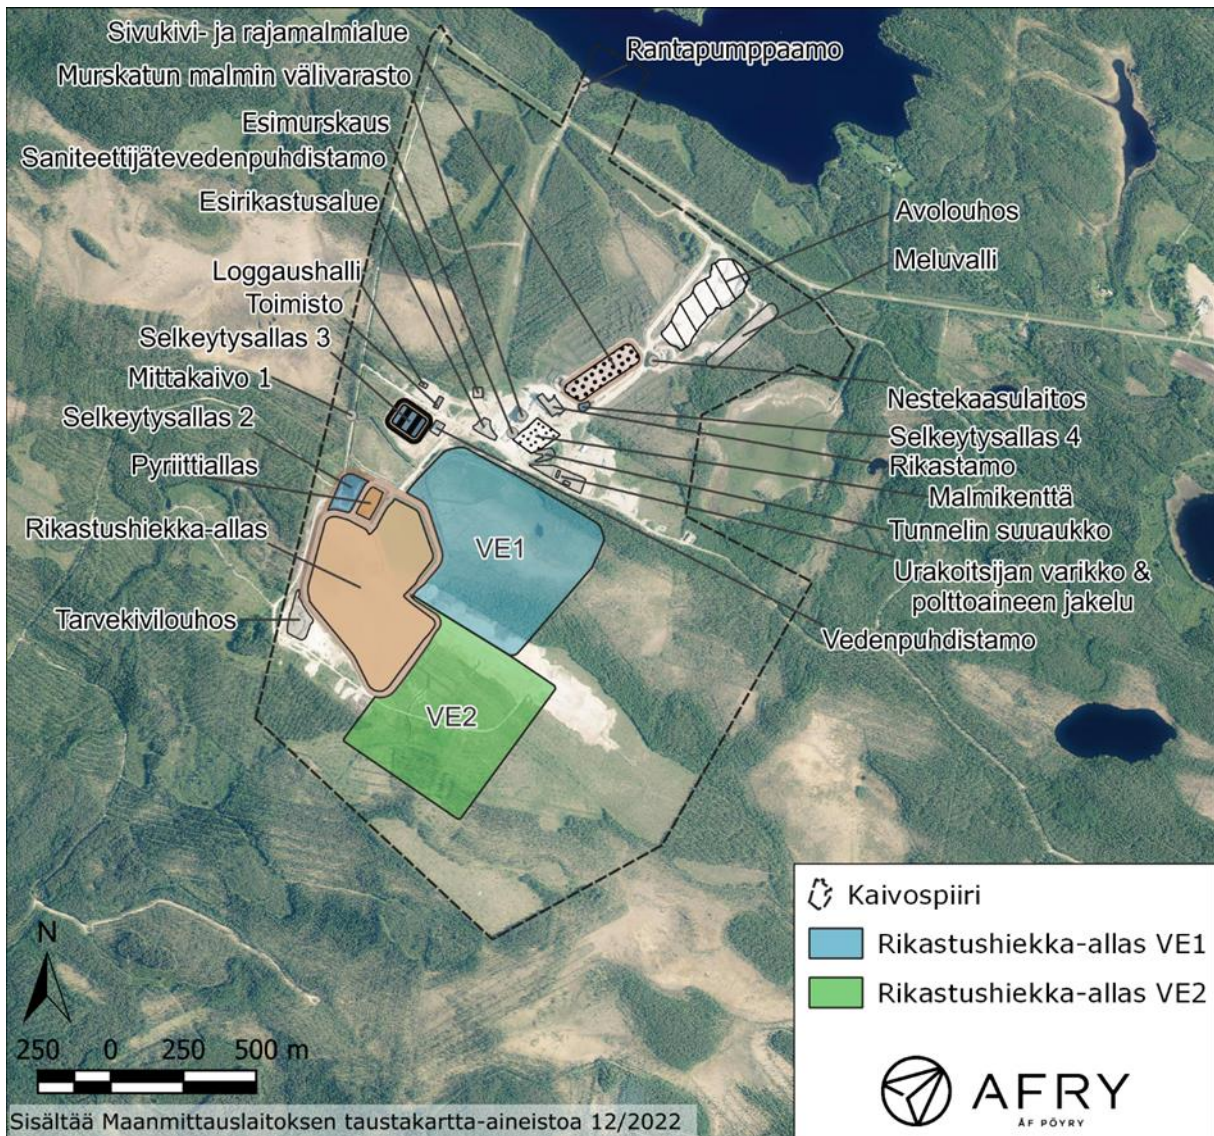 Sivukivi- ja rajamalmialue
Murskatun malmin välivarasto
Esimurskaus
Saniteettijätevedenpuhdistamo
Esirikastusalue
Loggaushalli
Toimisto
Selkeytysallas 3
Mittakaivo 1
Selkeytysallas 2
Pyriittiallas
Rikastushiekka-allas
Tarvekivilouhos
Rantapumppaamo
Avolouhos
Meluvalli
Nestekaasulaitos
Selkeytysallas 4
Rikastamo
Malmikenttä
Tunnelin suuaukko
Urakoitsijan varikko &
polttoaineen jakelu
Vedenpuhdistamo
VE1
VE2
N
250 0 250 500 m
Sisältää Maanmittauslaitoksen taustakartta-aineistoa 12/2022
Kaivospiiri
Rikastushiekka-allas VE1
Rikastushiekka-allas VE2
AFRY
ÅF PÖYRY